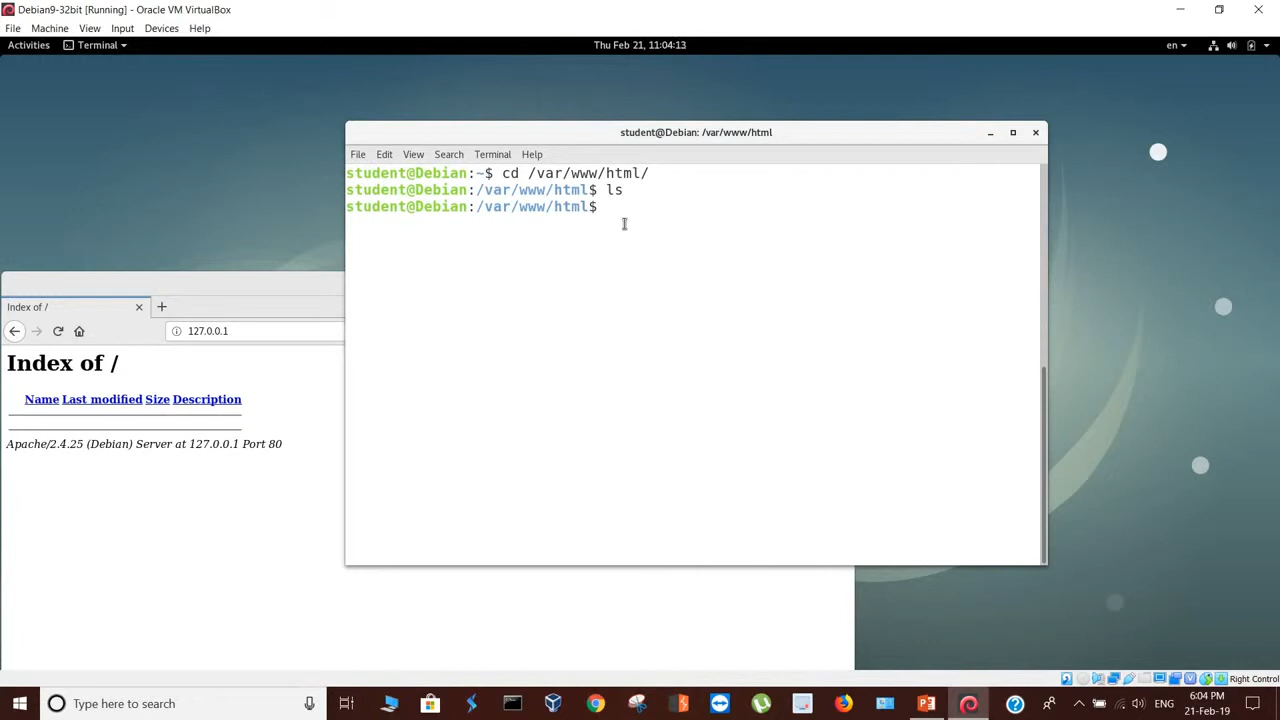 Debian9-32bit [Running] - Oracle VM VirtualBox
File Machine View Input Devices Help
Activities Terminal Thu Feb 21, 11:04:13 en
student@Debian: /var/www/html
File Edit View Search Terminal Help
student@Debian:~$ cd /var/www/html/
student@Debian:/var/www/html$ ls
student@Debian:/var/www/html$
Index of /
127.0.0.1
Index of /
Name Last modified Size Description
Apache/2.4.25 (Debian) Server at 127.0.0.1 Port 80
Right Control
Type here to search
ENG
6:04 PM
21-Feb-19